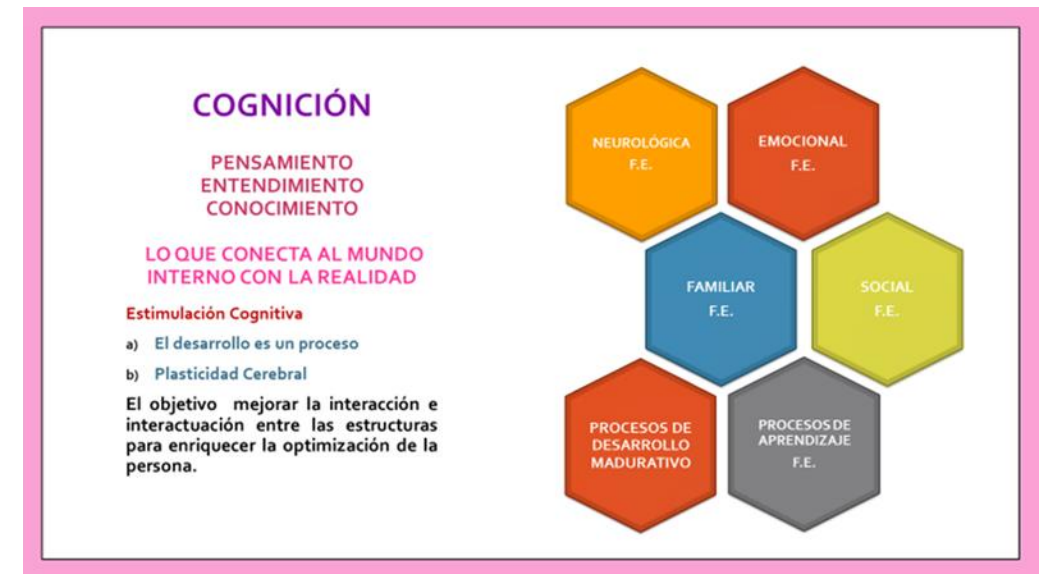 COGNICIÓN
PENSAMIENTO
ENTENDIMIENTO
CONOCIMIENTO
LO QUE CONECTA AL MUNDO
INTERNO CON LA REALIDAD
Estimulación Cognitiva
a) El desarrollo es un proceso
b) Plasticidad Cerebral
El objetivo mejorar la interacción e
interactuación entre las estructuras
para enriquecer la optimización de la
persona.
NEUROLÓGICA
F.E.
EMOCIONAL
F.E.
FAMILIAR
F.E.
SOCIAL
F.E.
PROCESOS DE
DESARROLLO
MADURATIVO
PROCESOS DE
APRENDIZAJE
F.E.